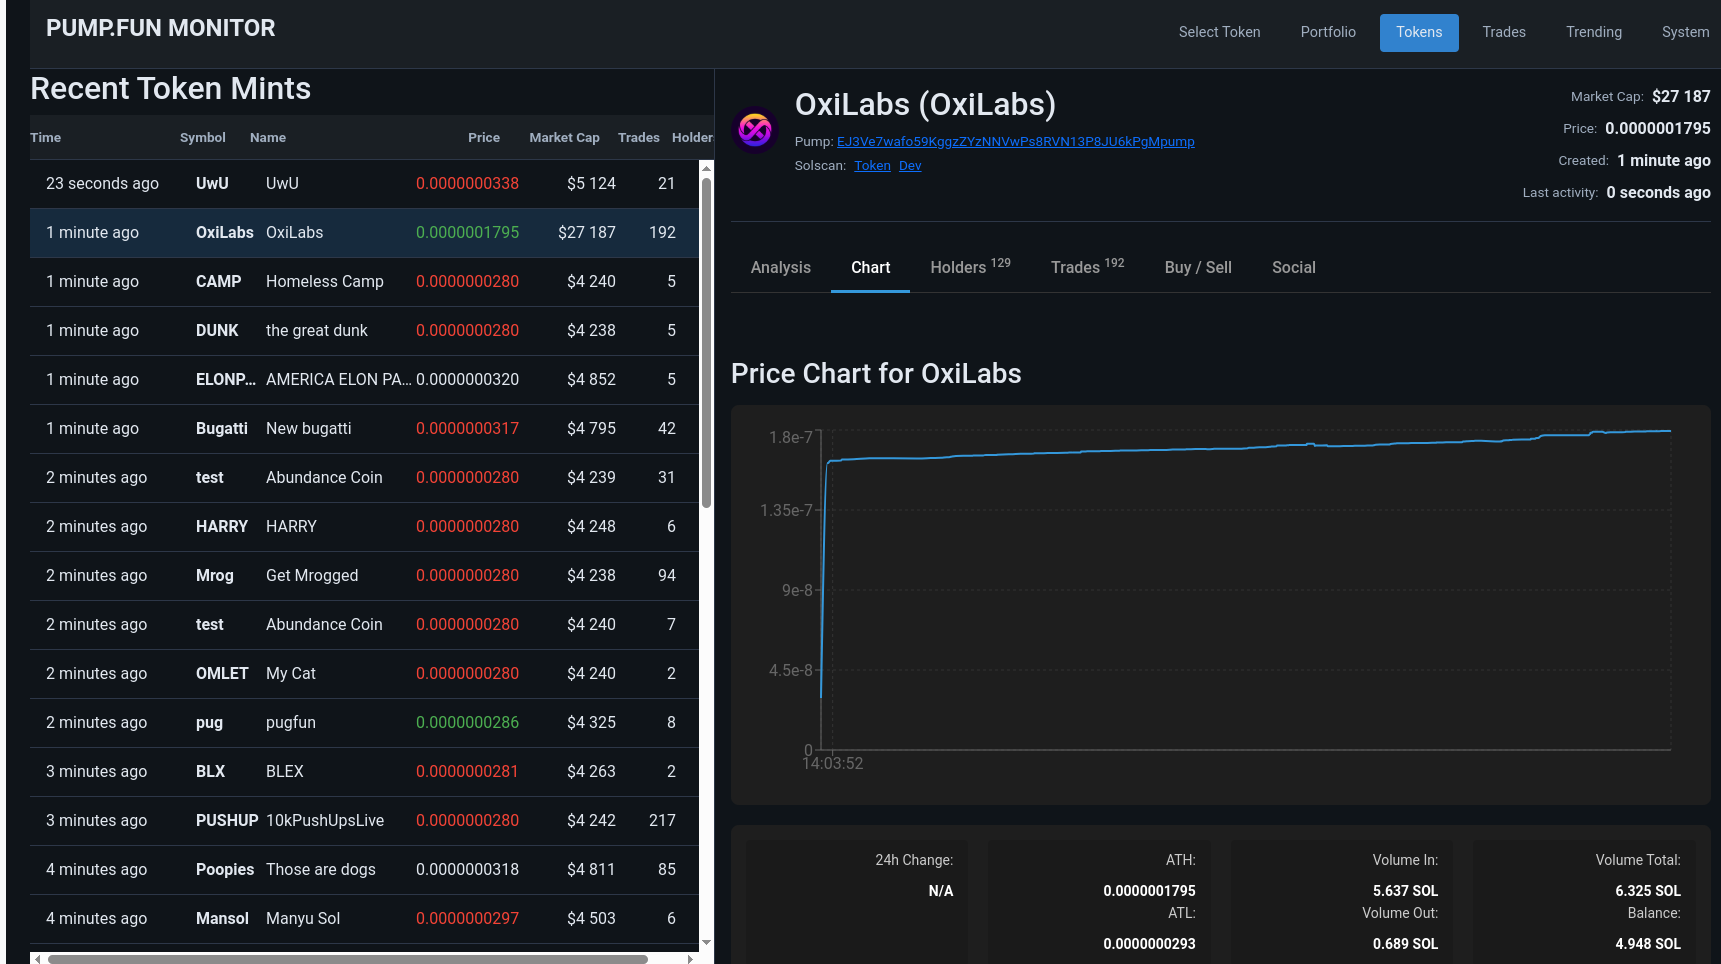 PUMP.FUN MONITOR
Select Token Portfolio Tokens Trades Trending System
Recent Token Mints
Time Symbol Name Price Market Cap Trades Holder
23 seconds ago UwU UwU 0.0000000338 $5 124 21
1 minute ago OxiLabs OxiLabs 0.0000001795 $27 187 192
1 minute ago CAMP Homeless Camp 0.0000000280 $4 240 5
1 minute ago DUNK the great dunk 0.0000000280 $4 238 5
1 minute ago ELONP... AMERICA ELON PA... 0.0000000320 $4 852 5
1 minute ago Bugatti New bugatti 0.0000000317 $4 795 42
2 minutes ago test Abundance Coin 0.0000000280 $4 239 31
2 minutes ago HARRY HARRY 0.0000000280 $4 248 6
2 minutes ago Mrog Get Mrogged 0.0000000280 $4 238 94
2 minutes ago test Abundance Coin 0.0000000280 $4 240 7
2 minutes ago OMLET My Cat 0.0000000280 $4 240 2
2 minutes ago pug pugfun 0.0000000286 $4 325 8
3 minutes ago BLX BLEX 0.0000000281 $4 263 2
3 minutes ago PUSHUP 10kPushUpsLive 0.0000000280 $4 242 217
4 minutes ago Poopies Those are dogs 0.0000000318 $4 811 85
4 minutes ago Mansol Manyu Sol 0.0000000297 $4 503 6
OxiLabs (OxiLabs)
Pump: EJ3Ve7wafo59KggzZYzNNVwPs8RVN13P8JU6kPgMpump
Solscan: Token Dev
Market Cap: $27 187
Price: 0.0000001795
Created: 1 minute ago
Last activity: 0 seconds ago
Analysis Chart Holders 129 Trades 192 Buy / Sell Social
Price Chart for OxiLabs
1.8e-7
1.35e-7
9e-8
4.5e-8
0
14:03:52
24h Change: ATH: Volume In: Volume Total:
N/A 0.0000001795 5.637 SOL 6.325 SOL
ATL: Volume Out: Balance:
0.0000000293 0.689 SOL 4.948 SOL